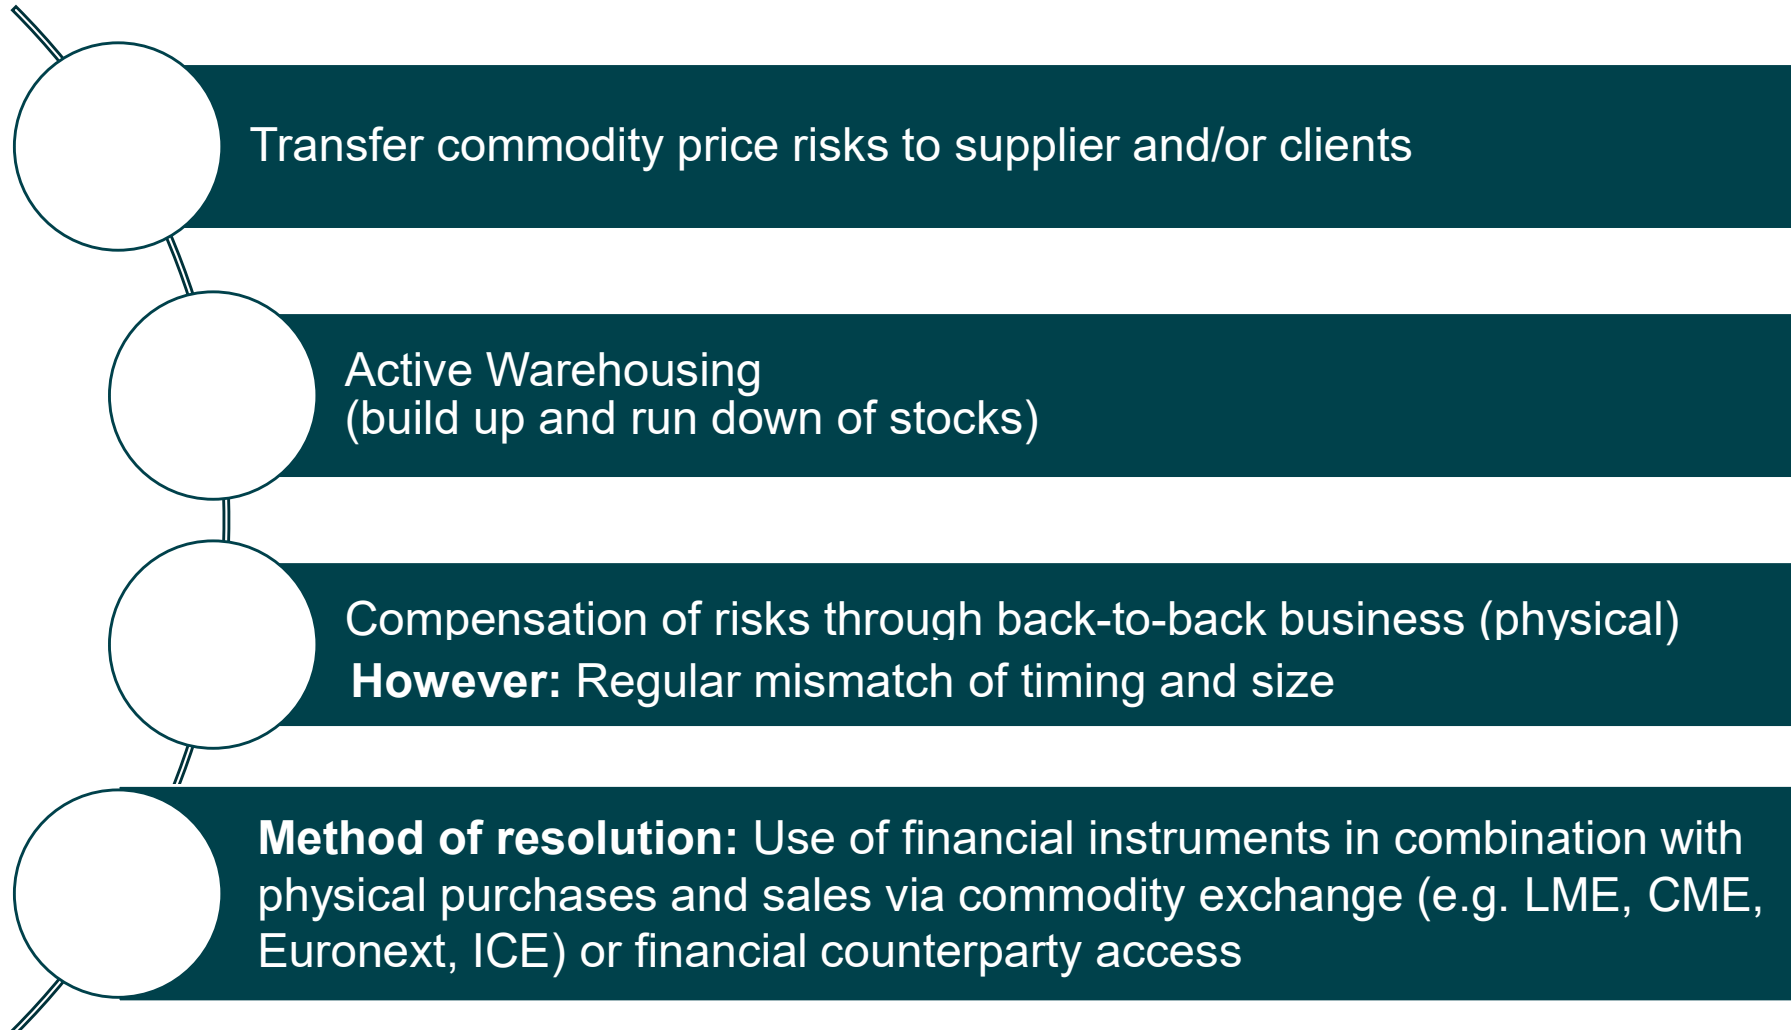 Transfer commodity price risks to supplier and/or clients
Active Warehousing
(build up and run down of stocks)
Compensation of risks through back-to-back business (physical)
However: Regular mismatch of timing and size
Method of resolution: Use of financial instruments in combination with
physical purchases and sales via commodity exchange (e.g. LME, CME,
Euronext, ICE) or financial counterparty access